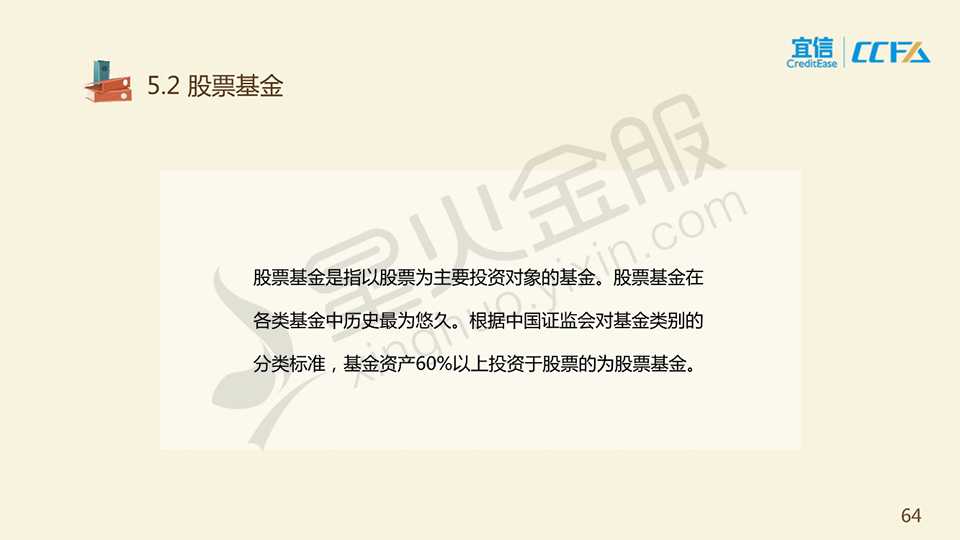 宜信
CreditEase
CCFA
5.2 股票基金
星火金服
xinghuo.yixin.com
股票基金是指以股票为主要投资对象的基金。股票基金在
各类基金中历史最为悠久。根据中国证监会对基金类别的
分类标准，基金资产60%以上投资于股票的为股票基金。
64